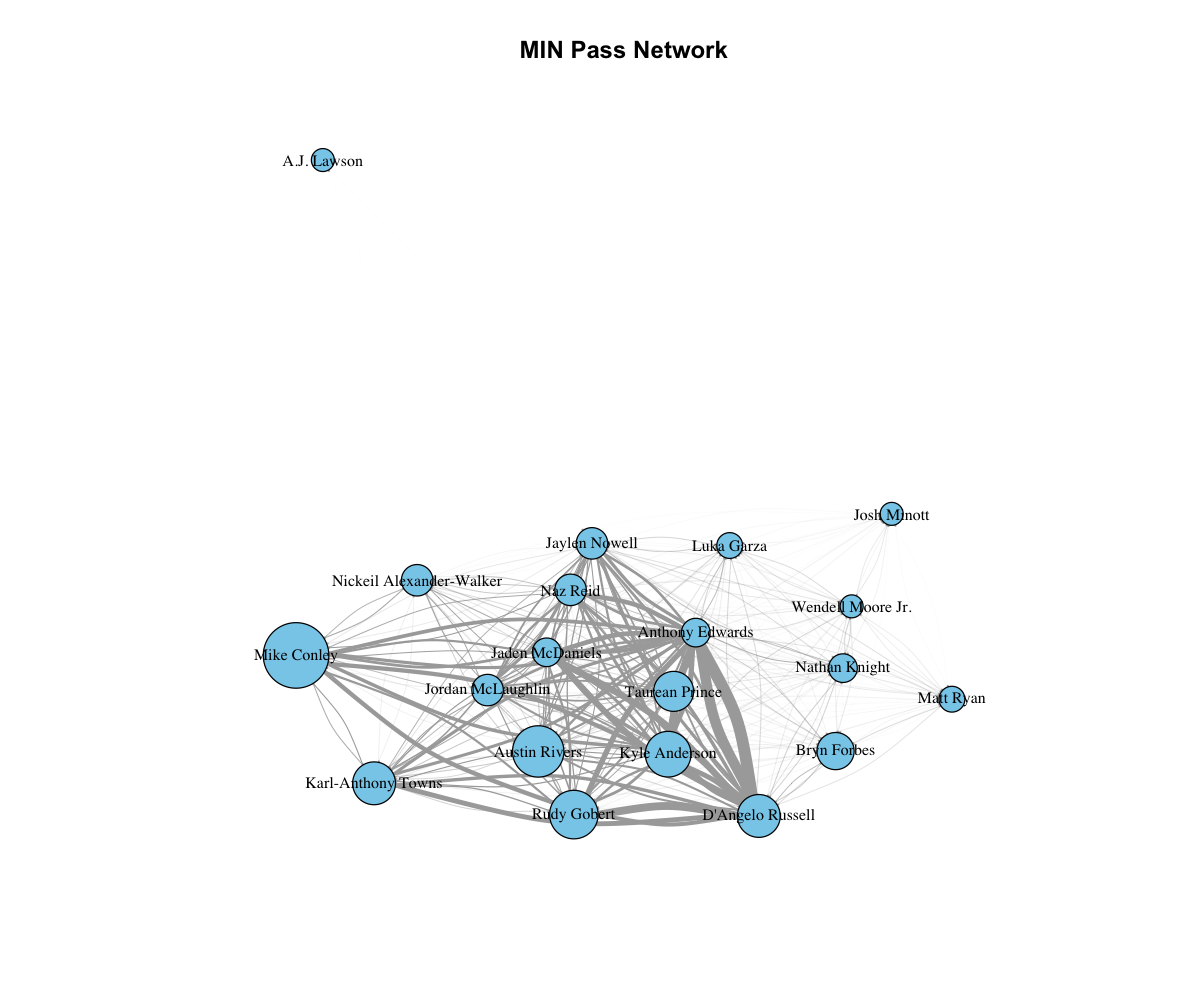 MIN Pass Network
A.J. Lawson
Josh Minott
Jaylen Nowell
Luka Garza
Nickeil Alexander-Walker
Naz Reid
Wendell Moore Jr.
Anthony Edwards
Mike Conley
Jaden McDaniels
Nathan Knight
Jordan McLaughlin
Taurean Prince
Matt Ryan
Austin Rivers
Kyle Anderson
Bryn Forbes
Karl-Anthony Towns
Rudy Gobert
D'Angelo Russell